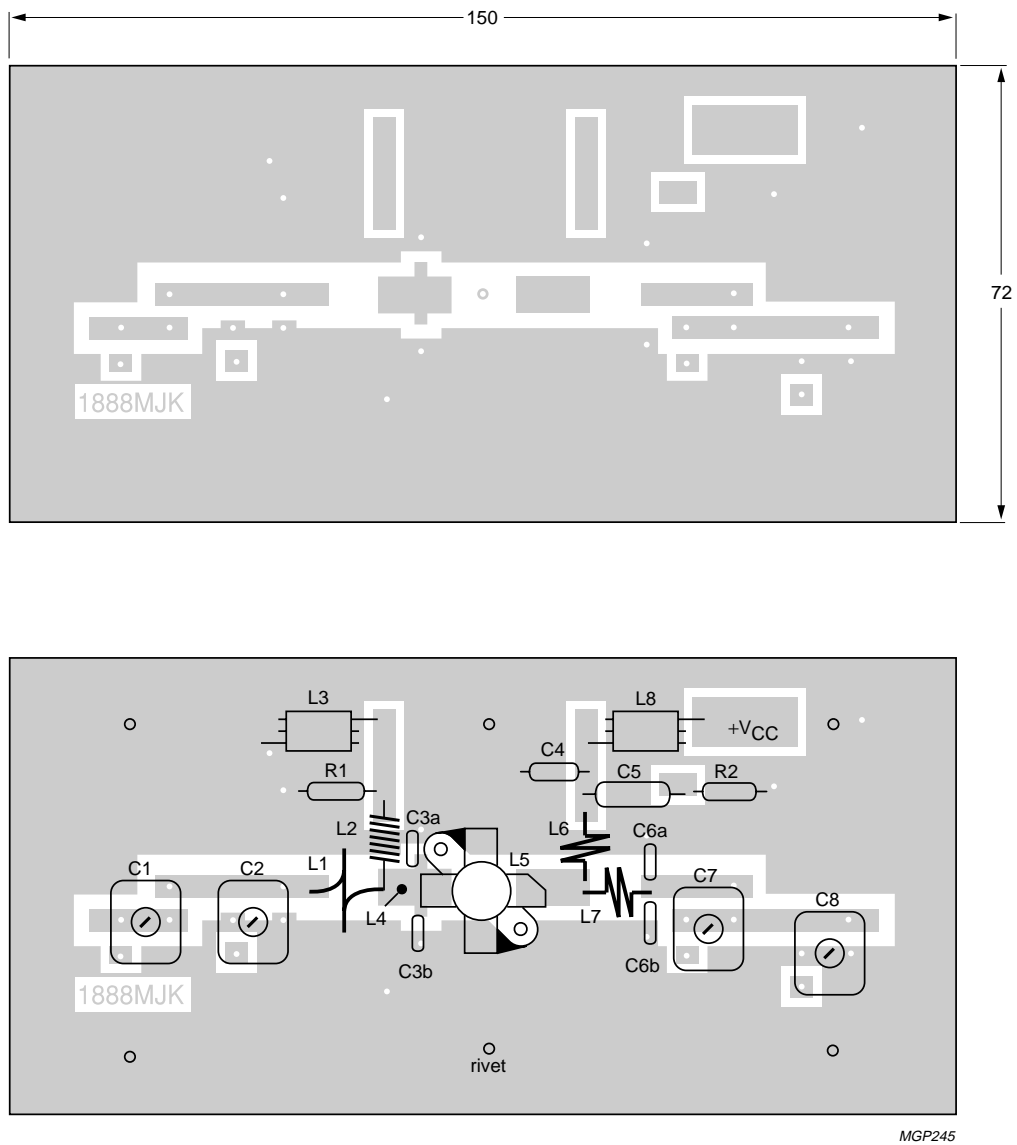 150
72
1888MJK
L3
L8
+VCC
C4
R1
C5
R2
C3a
L2
L6
C6a
C1
C2
L1
L5
C7
L4
L7
C8
C3b
C6b
1888MJK
rivet
MGP245